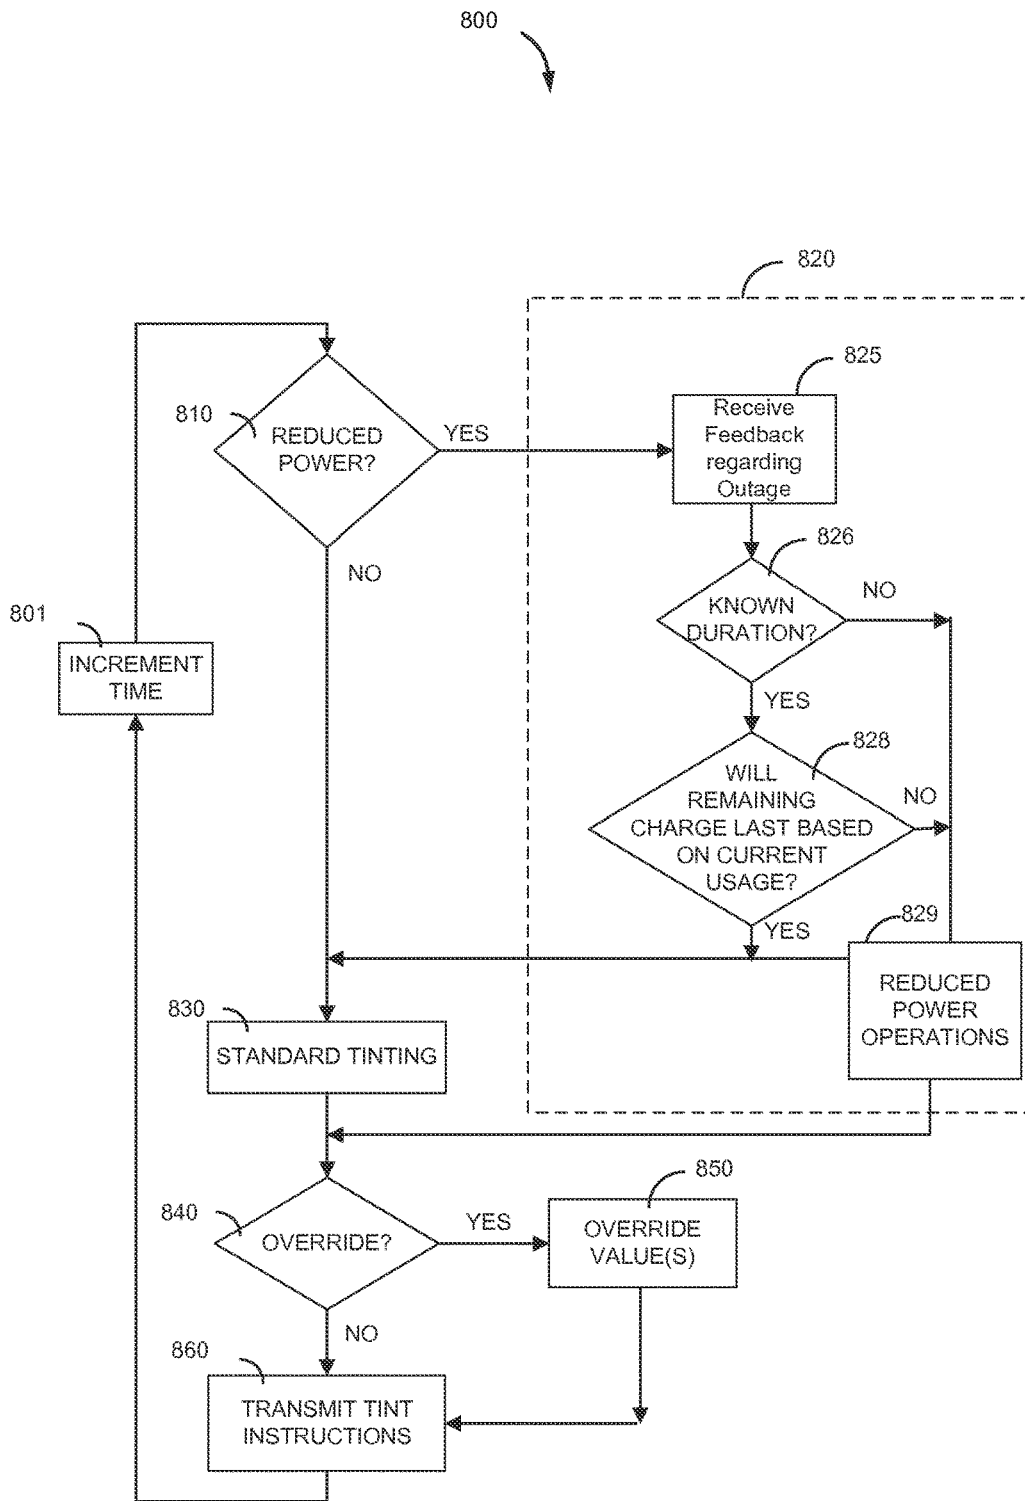 800
820
825
Receive
Feedback
regarding
Outage
810
REDUCED
POWER?
YES
NO
826
KNOWN
DURATION?
NO
YES
801
INCREMENT
TIME
828
WILL
REMAINING
CHARGE LAST BASED
ON CURRENT
USAGE?
NO
YES
829
REDUCED
POWER
OPERATIONS
830
STANDARD TINTING
840
OVERRIDE?
YES
NO
850
OVERRIDE
VALUE(S)
860
TRANSMIT TINT
INSTRUCTIONS